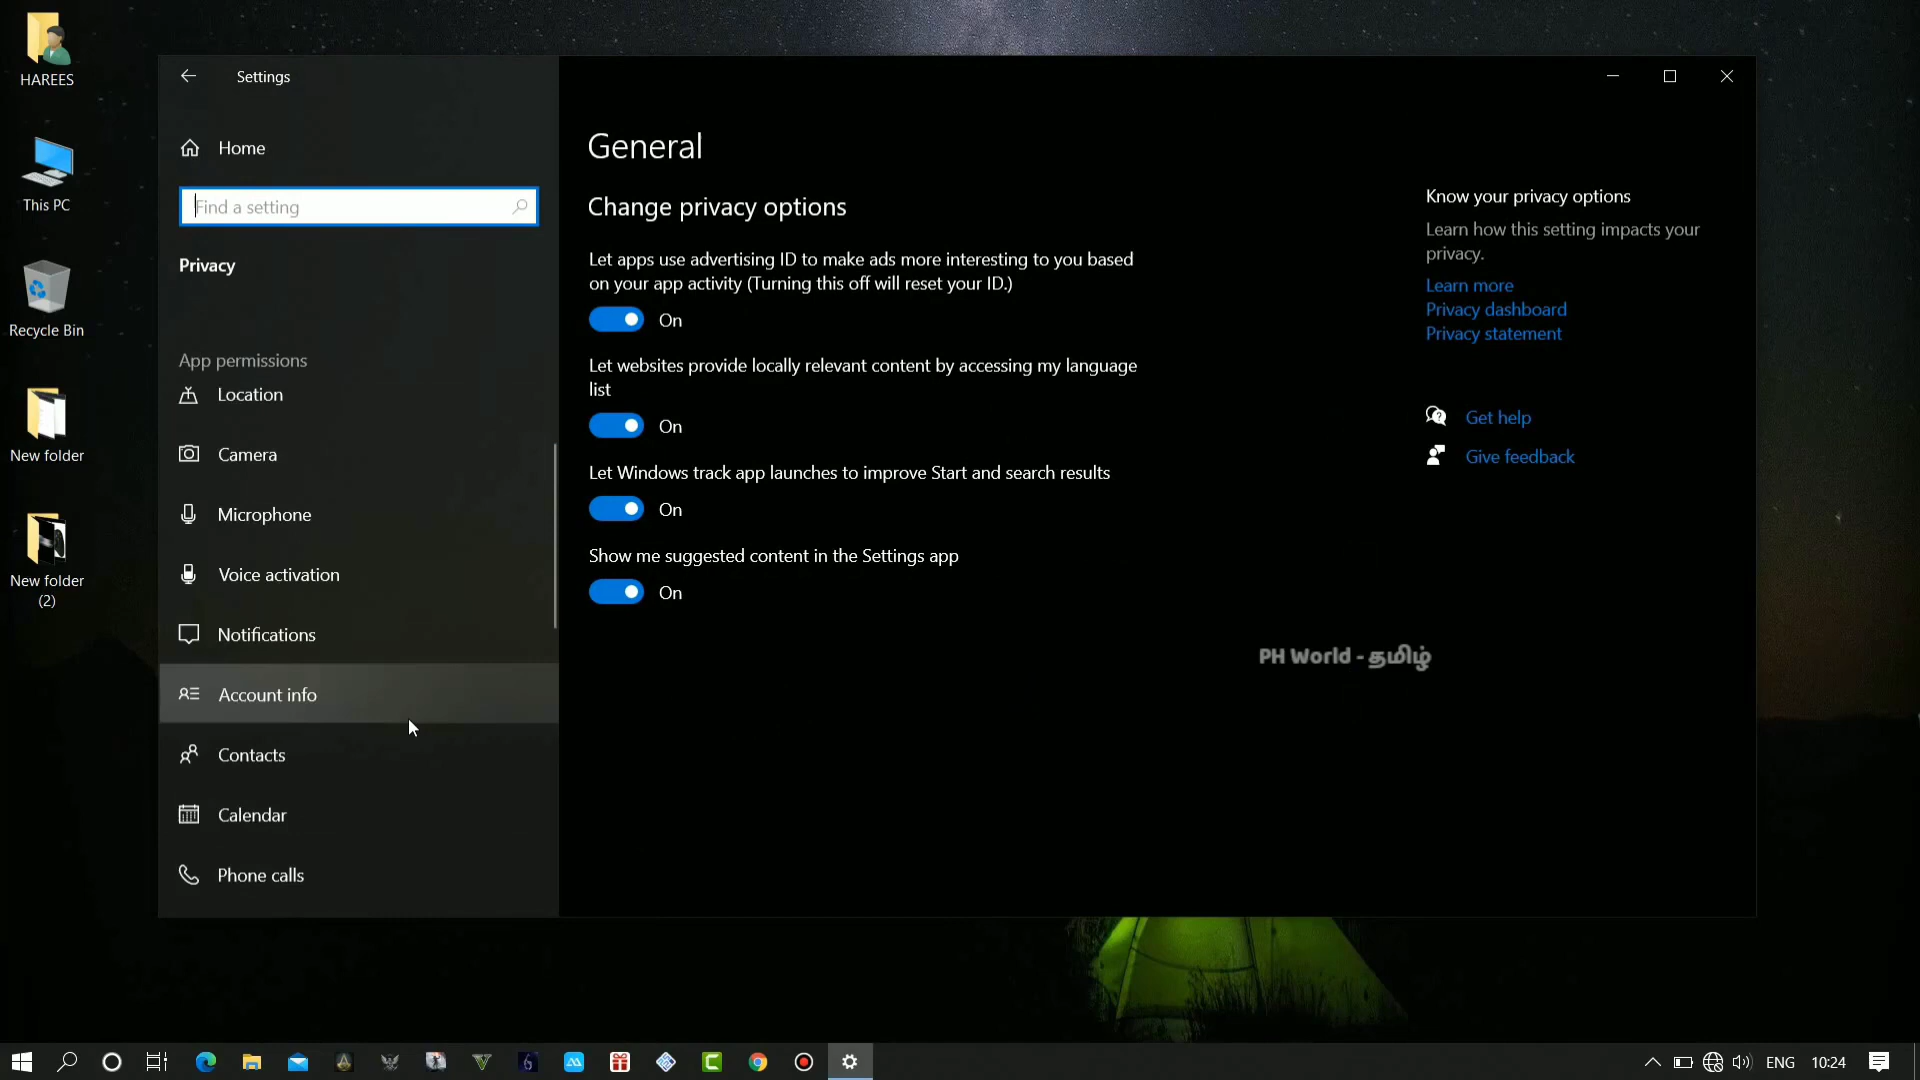 HAREES
This PC
Recycle Bin
New folder
New folder
(2)
Settings
Home
Find a setting
Privacy
App permissions
Location
Camera
Microphone
Voice activation
Notifications
Account info
Contacts
Calendar
Phone calls
General
Change privacy options
Let apps use advertising ID to make ads more interesting to you based
on your app activity (Turning this off will reset your ID.)
On
Let websites provide locally relevant content by accessing my language
list
On
Let Windows track app launches to improve Start and search results
On
Show me suggested content in the Settings app
On
Know your privacy options
Learn how this setting impacts your
privacy.
Learn more
Privacy dashboard
Privacy statement
Get help
Give feedback
PH World - தமிழ்
ENG
10:24